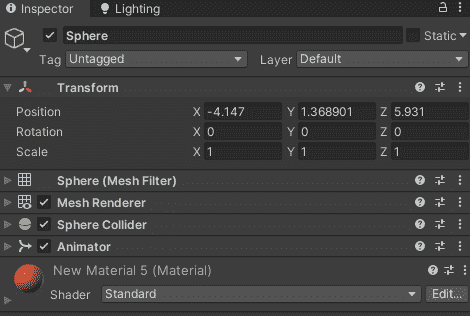 Inspector Lighting
Sphere Static
Tag Untagged Layer Default
Transform
Position X -4.147 Y 1.368901 Z 5.931
Rotation X 0 Y 0 Z 0
Scale X 1 Y 1 Z 1
Sphere (Mesh Filter)
Mesh Renderer
Sphere Collider
Animator
New Material 5 (Material)
Shader Standard Edit...